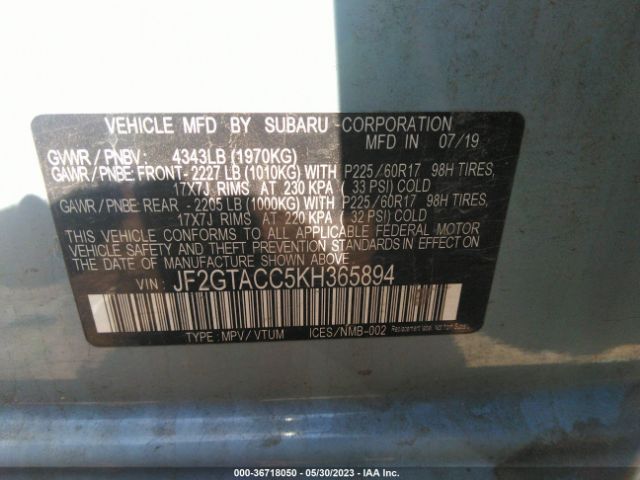 VEHICLE MFD BY SUBARU CORPORATION
MFD IN 07/19
GVWR / PNBV : 4343LB (1970KG)
GAWR / PNBE: FRONT- 2227 LB (1010KG) WITH P225/60R17 98H TIRES,
17X7J RIMS AT 230 KPA ( 33 PSI) COLD
GAWR / PNBE: REAR - 2205 LB (1000KG) WITH P225/60R17 98H TIRES,
17X7J RIMS AT 220 KPA ( 32 PSI) COLD
THIS VEHICLE CONFORMS TO ALL APPLICABLE FEDERAL MOTOR
VEHICLE SAFETY AND THEFT PREVENTION STANDARDS IN EFFECT ON THE
DATE OF MANUFACTURE SHOWN ABOVE.
VIN: JF2GTACC5KH365894
TYPE: MPV/VTUM ICES/NMB-002
000-36718050 - 05/30/2023 - IAA Inc.